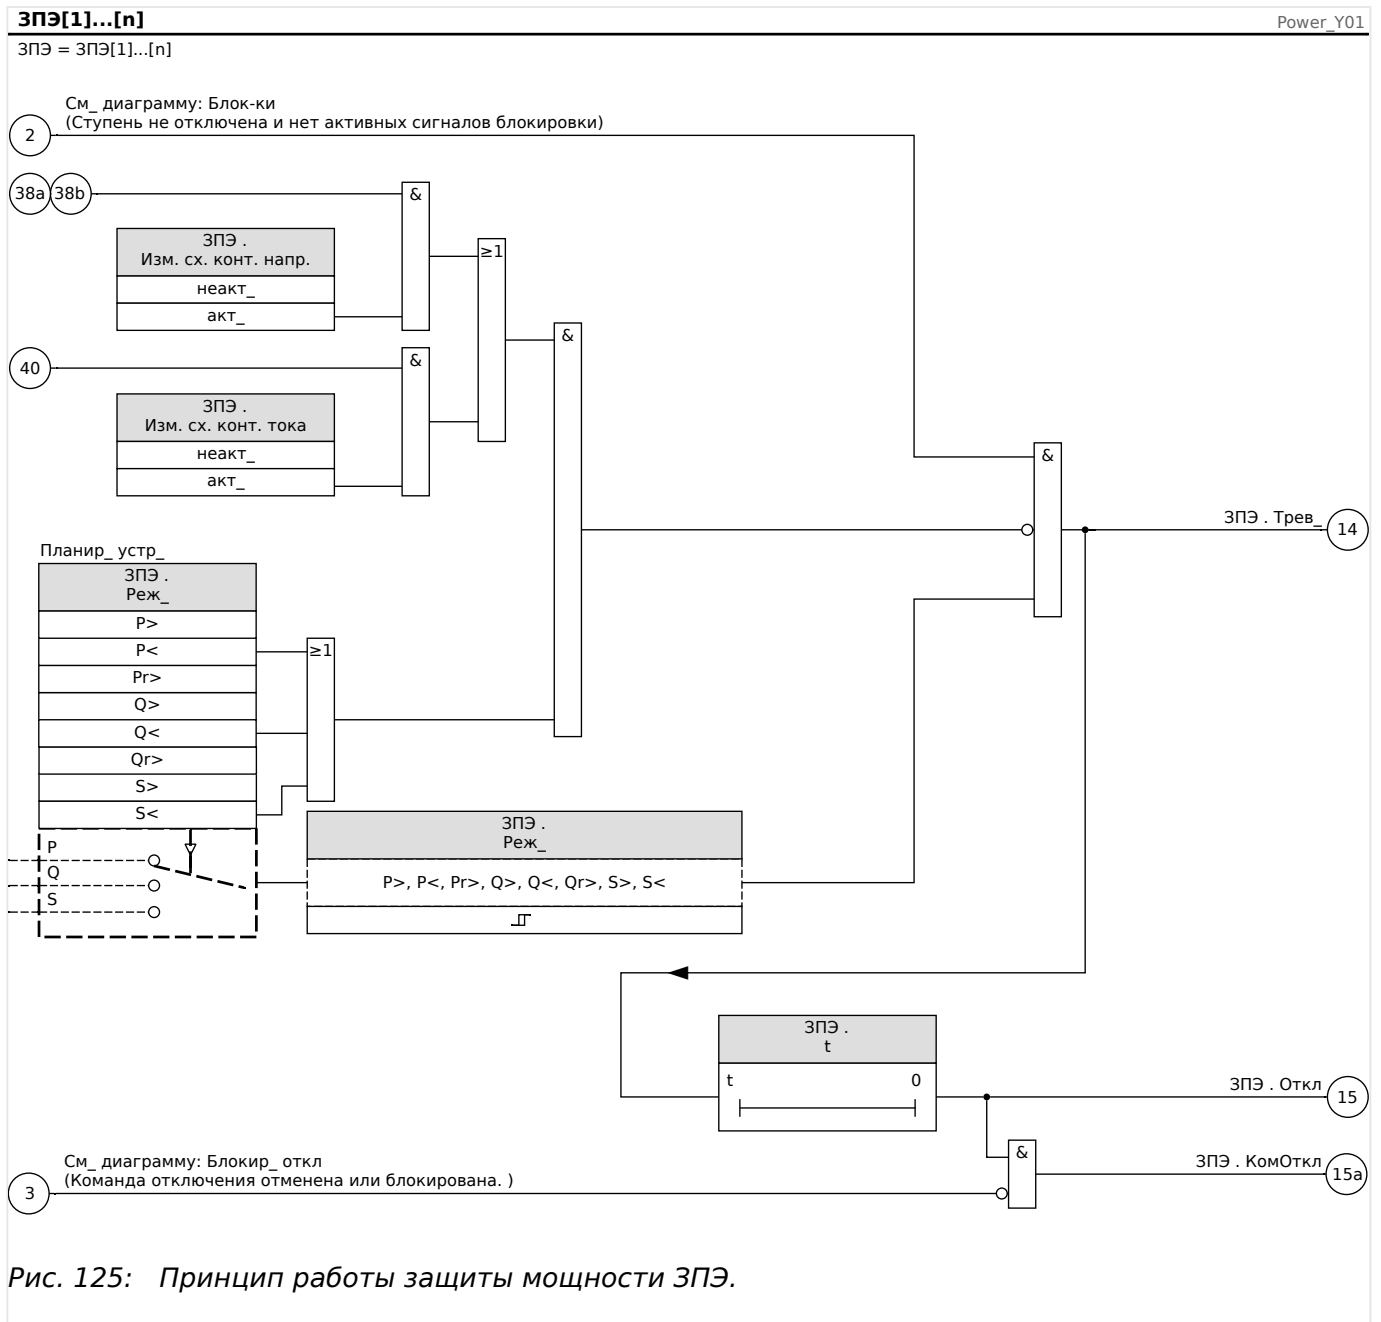 ЗПЭ[1]...[n]
Power_Y01
ЗПЭ = ЗПЭ[1]...[n]
См_ диаграмму: Блок-ки
(Ступень не отключена и нет активных сигналов блокировки)
2
38a 38b
&
ЗПЭ .
Изм. сх. конт. напр.
неакт_
акт_
≥1
&
40
&
ЗПЭ .
Изм. сх. конт. тока
неакт_
акт_
&
ЗПЭ . Трев_
14
Планир_ устр_
ЗПЭ .
Реж_
P>
P<
Pr>
Q>
Q<
Qr>
S>
S<
≥1
P
Q
S
ЗПЭ .
Реж_
P>, P<, Pr>, Q>, Q<, Qr>, S>, S<
ЗПЭ .
t
t 0
ЗПЭ . Откл
15
&
ЗПЭ . КомОткл
15a
См_ диаграмму: Блокир_ откл
(Команда отключения отменена или блокирована. )
3
Рис. 125: Принцип работы защиты мощности ЗПЭ.